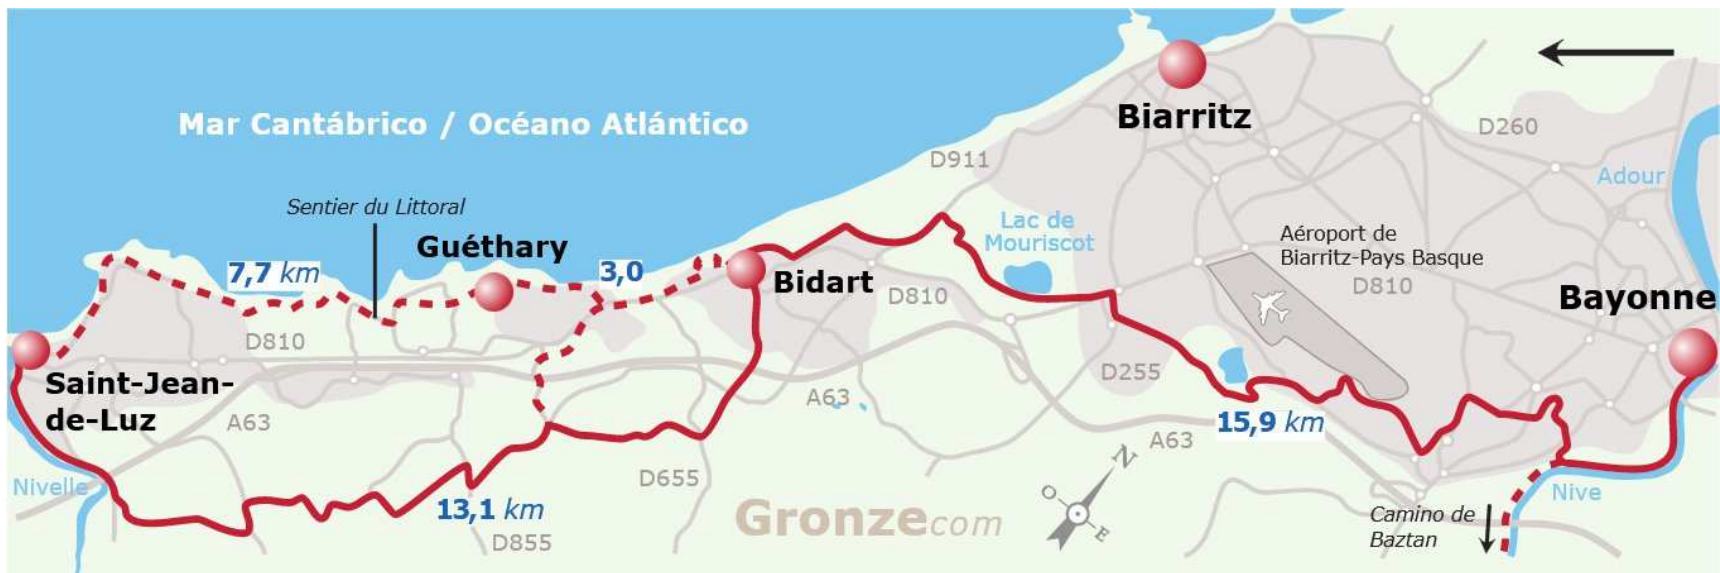 Mar Cantábrico / Océano Atlántico
Biarritz
D260
D911
Adour
Sentier du Littoral
Guéthary
Lac de
Mouriscot
Aéroport de
Biarritz-Pays Basque
7,7 km
3,0
Bidart
D810
D810
Bayonne
D810
Saint-Jean-
de-Luz
D255
A63
A63
15,9 km
A63
N
O
E
Nivelle
D655
13,1 km
Gronzecom
Nive
Camino de
Baztan
D855